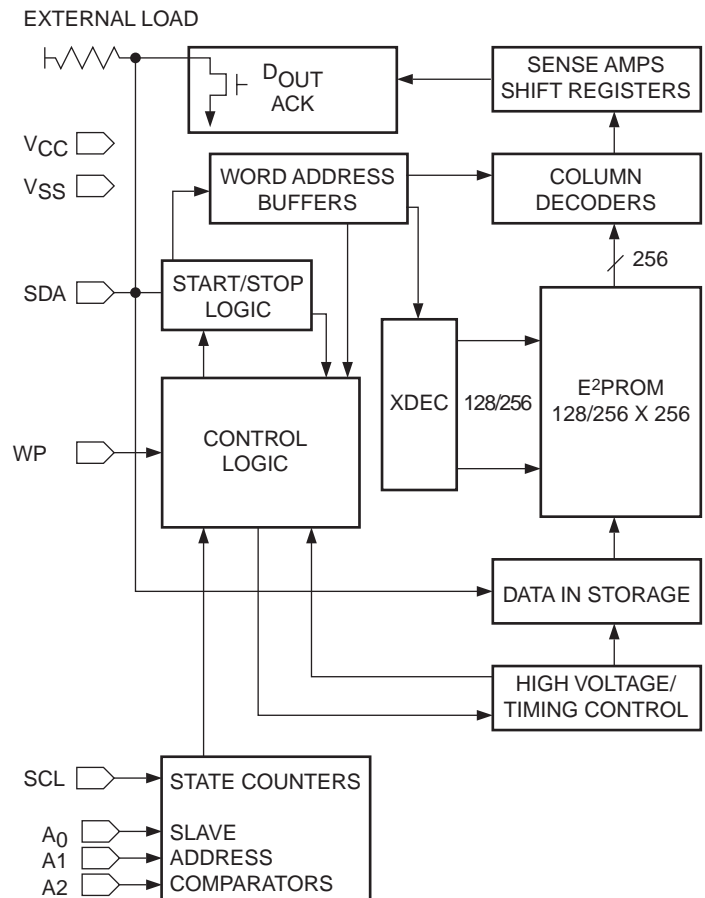 EXTERNAL LOAD
DOUT
ACK
SENSE AMPS
SHIFT REGISTERS
VCC
VSS
WORD ADDRESS
BUFFERS
COLUMN
DECODERS
256
SDA
START/STOP
LOGIC
XDEC
128/256
E2PROM
128/256 X 256
WP
CONTROL
LOGIC
DATA IN STORAGE
HIGH VOLTAGE/
TIMING CONTROL
SCL
STATE COUNTERS
A0
SLAVE
A1
ADDRESS
A2
COMPARATORS